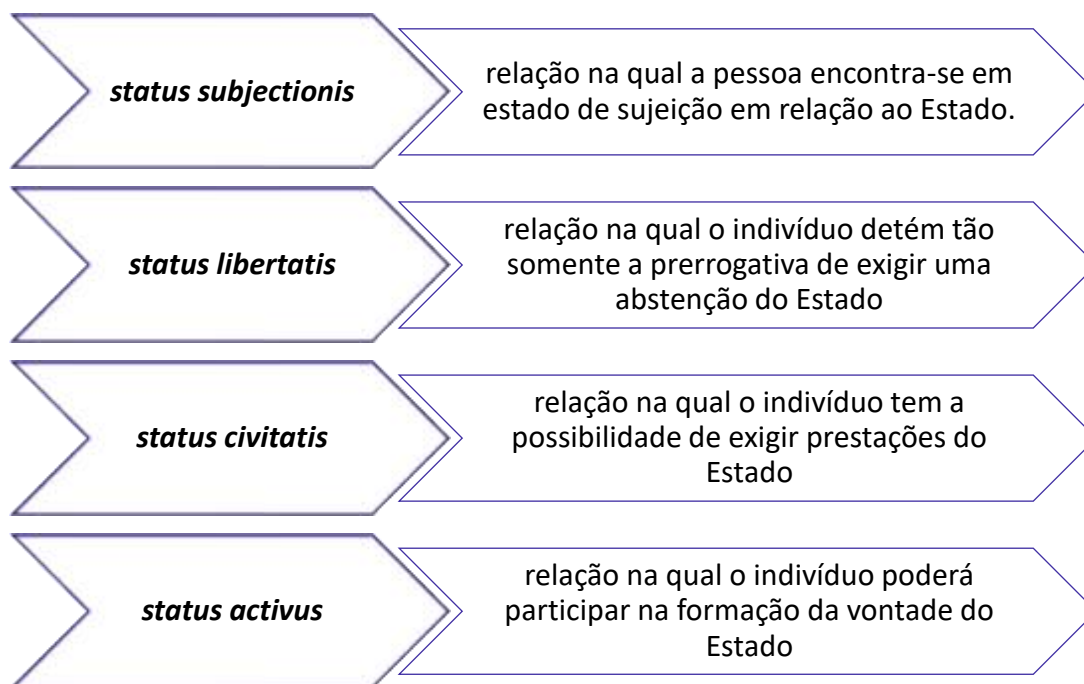 status subjectionis
relação na qual a pessoa encontra-se em
estado de sujeição em relação ao Estado.
status libertatis
relação na qual o indivíduo detém tão
somente a prerrogativa de exigir uma
abstenção do Estado
status civitatis
relação na qual o indivíduo tem a
possibilidade de exigir prestações do
Estado
status activus
relação na qual o indivíduo poderá
participar na formação da vontade do
Estado